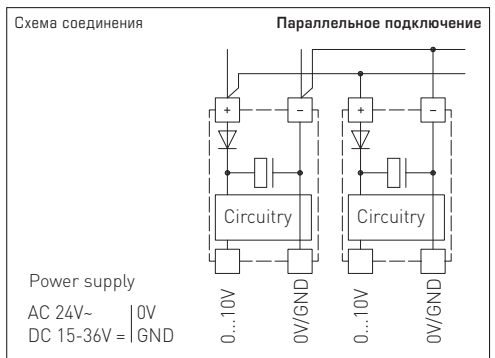 Схема соединения
Параллельное подключение
+ − + −
Circuitry Circuitry
Power supply
AC 24V~ 0V
DC 15-36V = GND
0...10V
0V/GND
0...10V
0V/GND